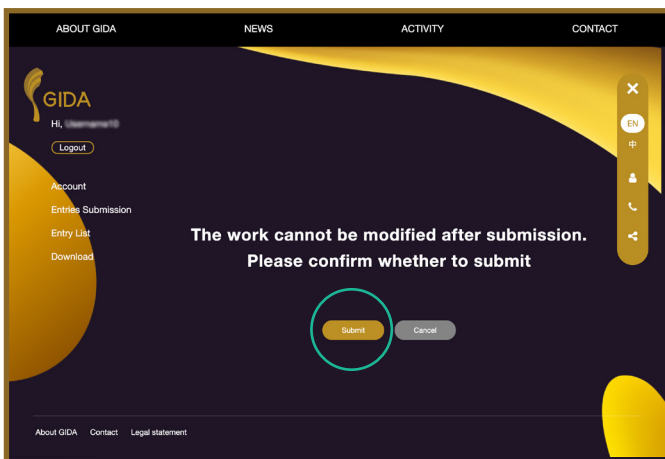 ABOUT GIDA NEWS ACTIVITY CONTACT
GIDA
Hi,
Logout
EN
中
Account
Entries Submission
Entry List
Download
The work cannot be modified after submission.
Please confirm whether to submit
Submit Cancel
About GIDA Contact Legal statement